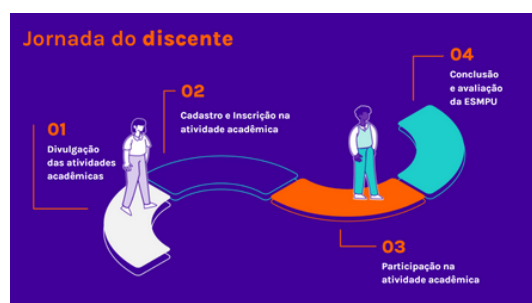 Jornada do discente
01
Divulgação
das atividades
acadêmicas
02
Cadastro e Inscrição na
atividade acadêmica
03
Participação na
atividade acadêmica
04
Conclusão
e avaliação
da ESMPU